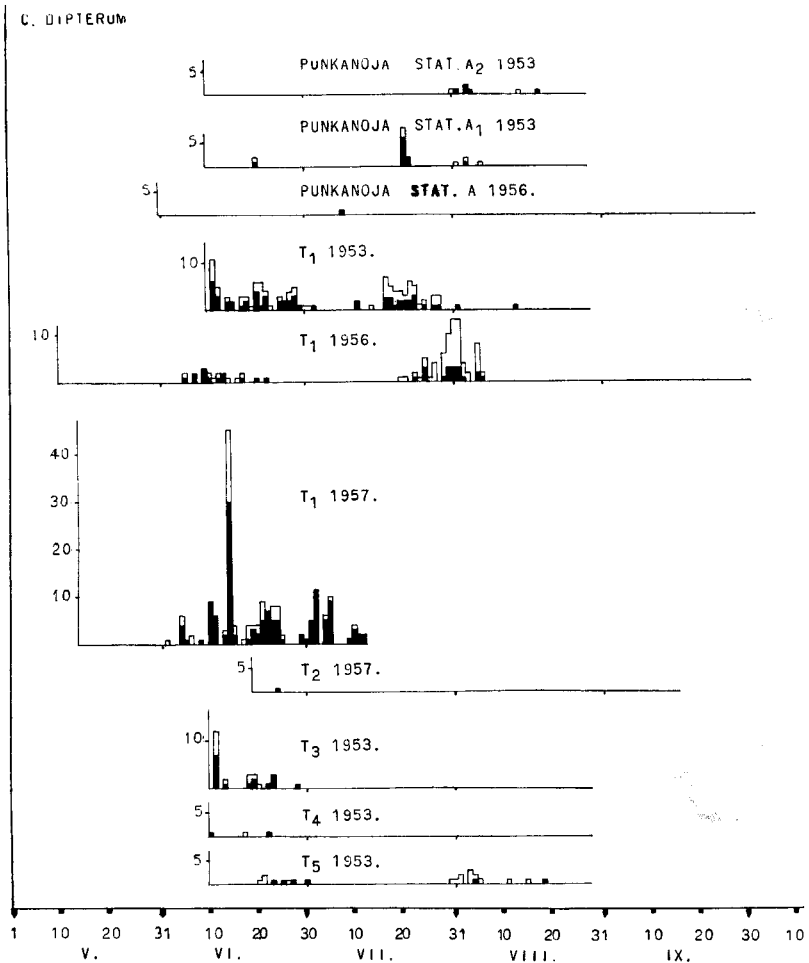 C. DIPTERUM
PUNKANOJA STAT. A2 1953
5
PUNKANOJA STAT. A1 1953
5
PUNKANOJA STAT. A 1956.
5
T1 1953.
10
T1 1956.
10
T1 1957.
40
30
20
10
T2 1957.
5
T3 1953.
10
T4 1953.
5
T5 1953.
5
1 10 20 31 10 20 30 10 20 31 10 20 31 10 20 30 10
V. VI. VII. VIII. IX.